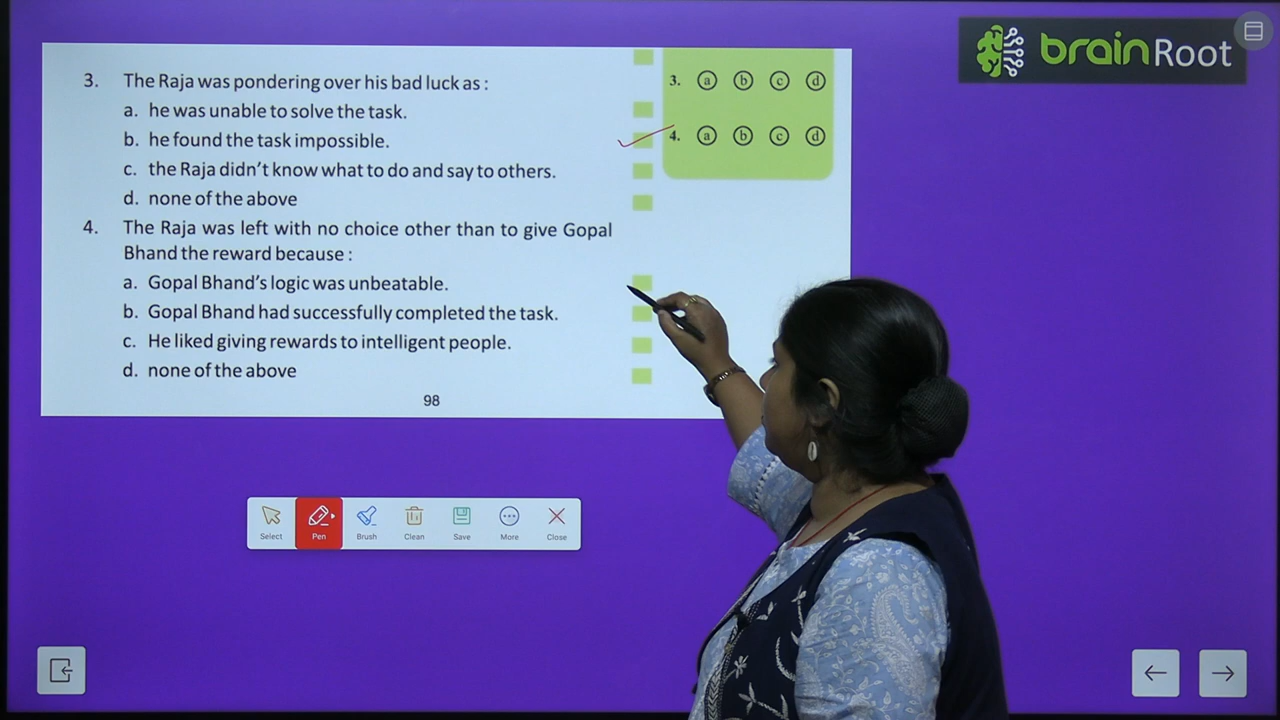 brainRoot
3. The Raja was pondering over his bad luck as :
a. he was unable to solve the task.
b. he found the task impossible.
c. the Raja didn't know what to do and say to others.
d. none of the above
4. The Raja was left with no choice other than to give Gopal
Bhand the reward because :
a. Gopal Bhand's logic was unbeatable.
b. Gopal Bhand had successfully completed the task.
c. He liked giving rewards to intelligent people.
d. none of the above
98
3. a b c d
4. a b c d
Select Pen Brush Clean Save More Close